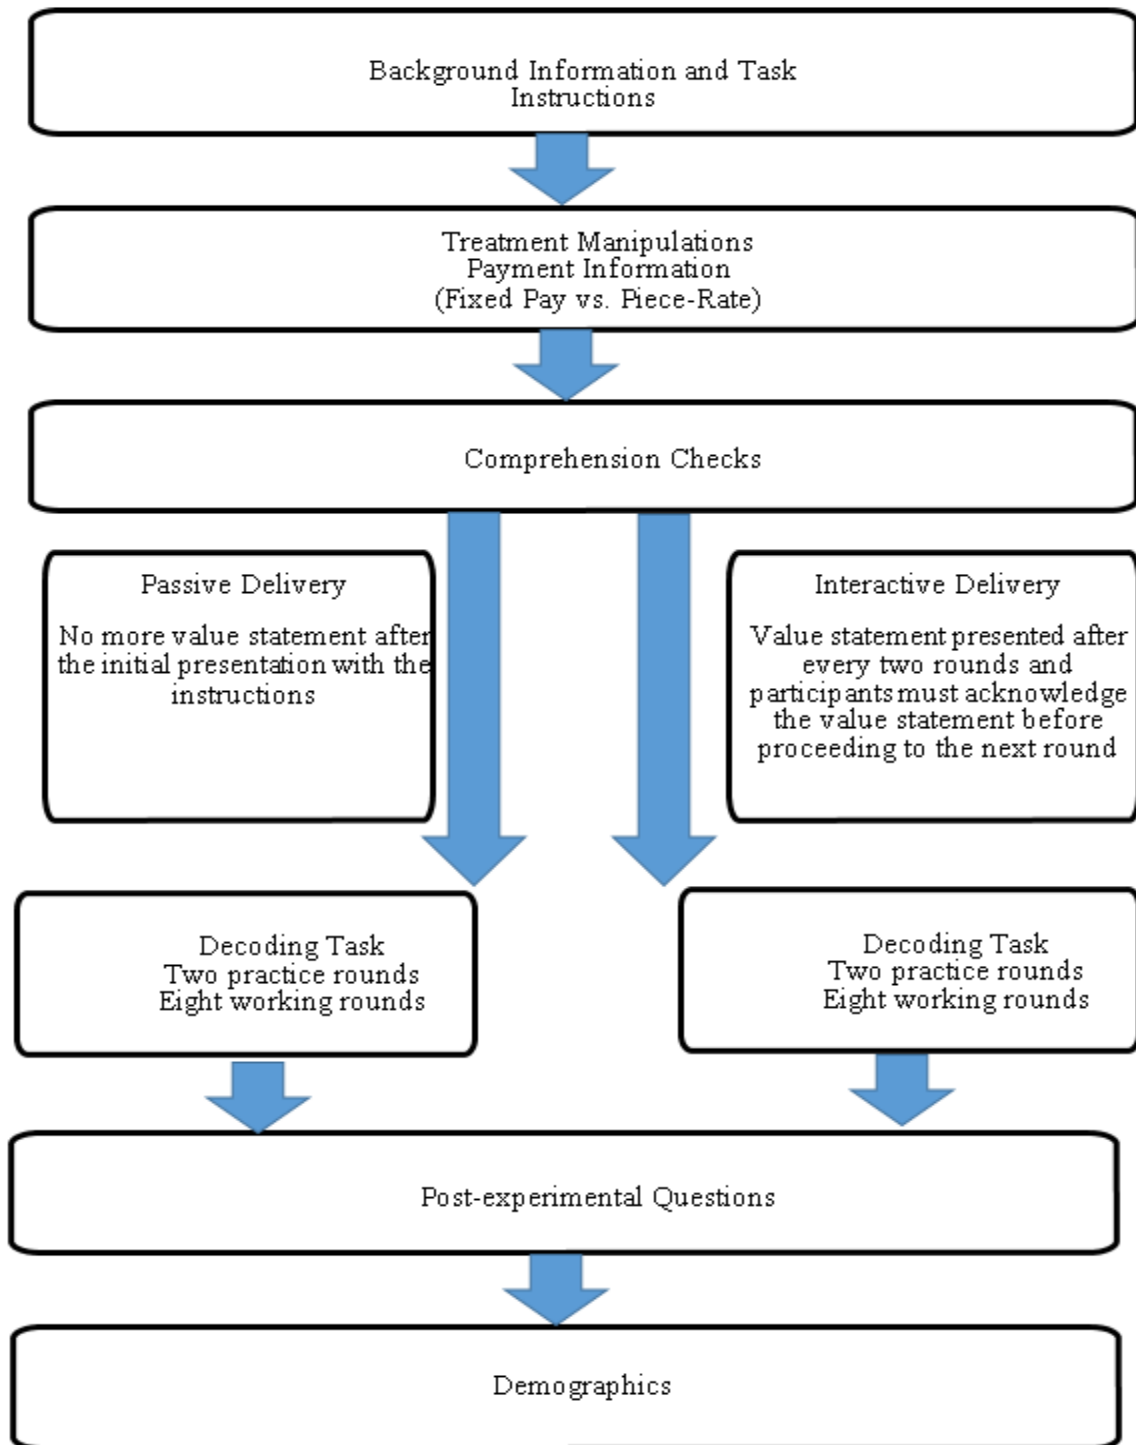 Background Information and Task
Instructions
Treatment Manipulations
Payment Information
(Fixed Pay vs. Piece-Rate)
Comprehension Checks
Passive Delivery
No more value statement after
the initial presentation with the
instructions
Interactive Delivery
Value statement presented after
every two rounds and
participants must acknowledge
the value statement before
proceeding to the next round
Decoding Task
Two practice rounds
Eight working rounds
Decoding Task
Two practice rounds
Eight working rounds
Post-experimental Questions
Demographics